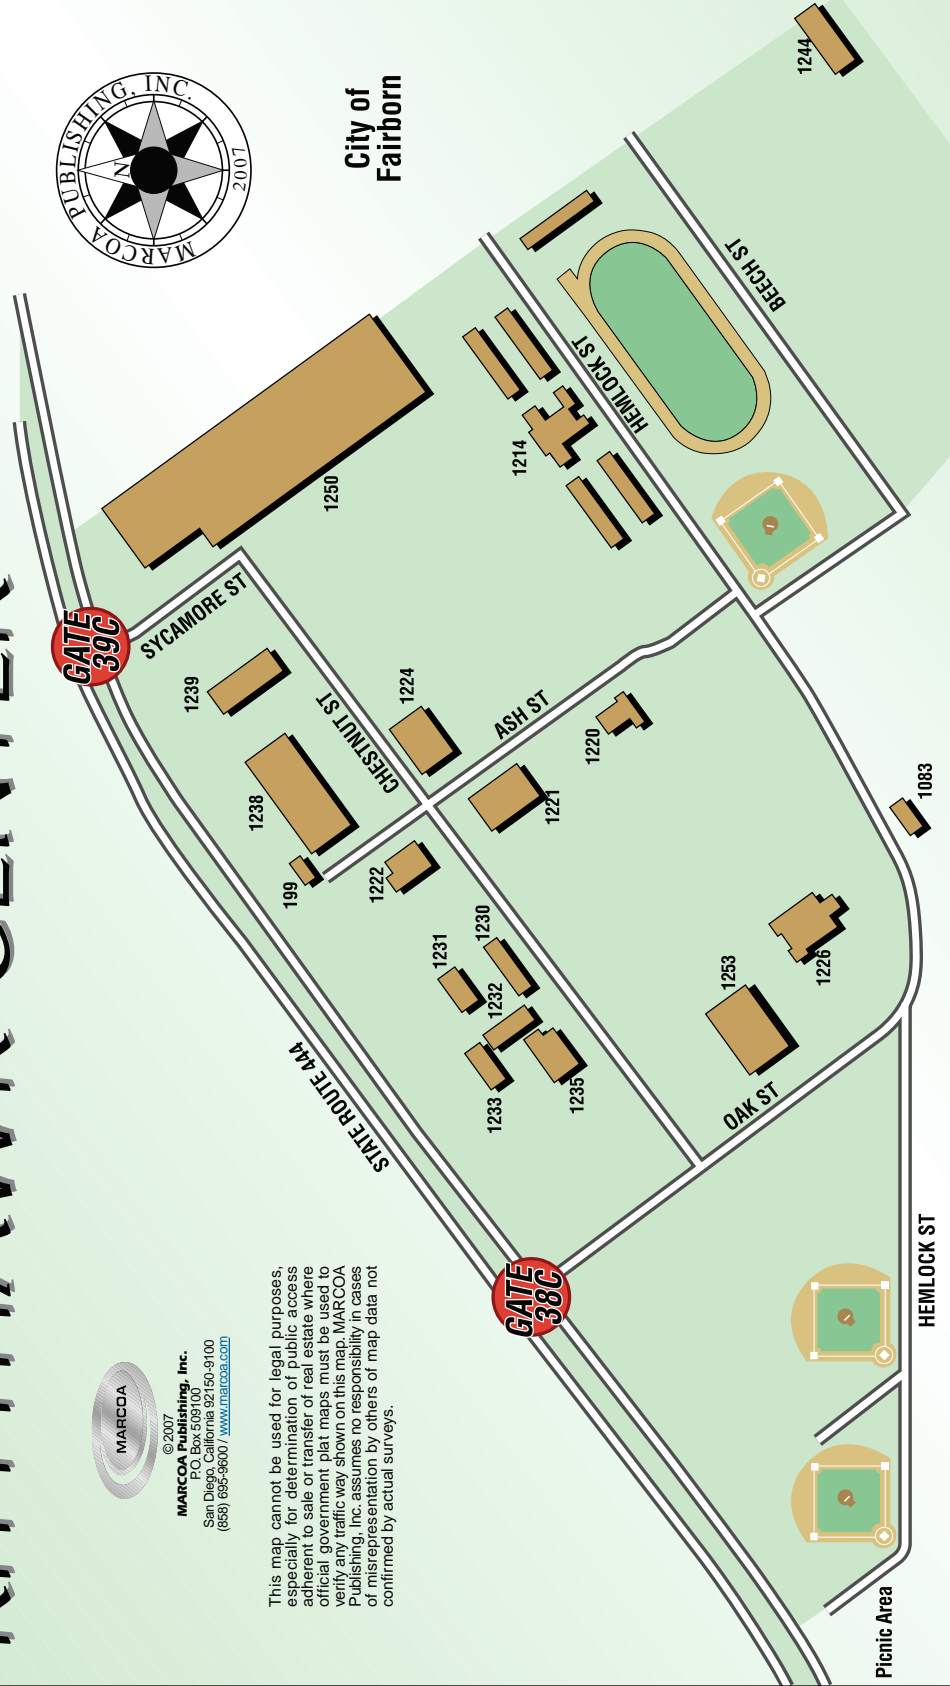 MARCOA PUBLISHING, INC.
2007
N
City of
Fairborn
1244
BEECH ST
HEMLOCK ST
1214
1250
GATE
39C
SYCAMORE ST
1239
CHESTNUT ST
1224
ASH ST
1220
1238
1221
199
1222
1083
1231
1230
1232
1253
1226
1233
1235
STATE ROUTE 444
OAK ST
GATE
38C
HEMLOCK ST
Picnic Area
MARCOA
© 2007
MARCOA Publishing, Inc.
P.O. Box 509100
San Diego, California 92150-9100
(858) 695-9600 / www.marcoa.com
This map cannot be used for legal purposes,
especially for determination of public access
adherent to sale or transfer of real estate where
official government plat maps must be used to
verify any traffic way shown on this map. MARCOA
Publishing, Inc. assumes no responsibility in cases
of misrepresentation by others of map data not
confirmed by actual surveys.